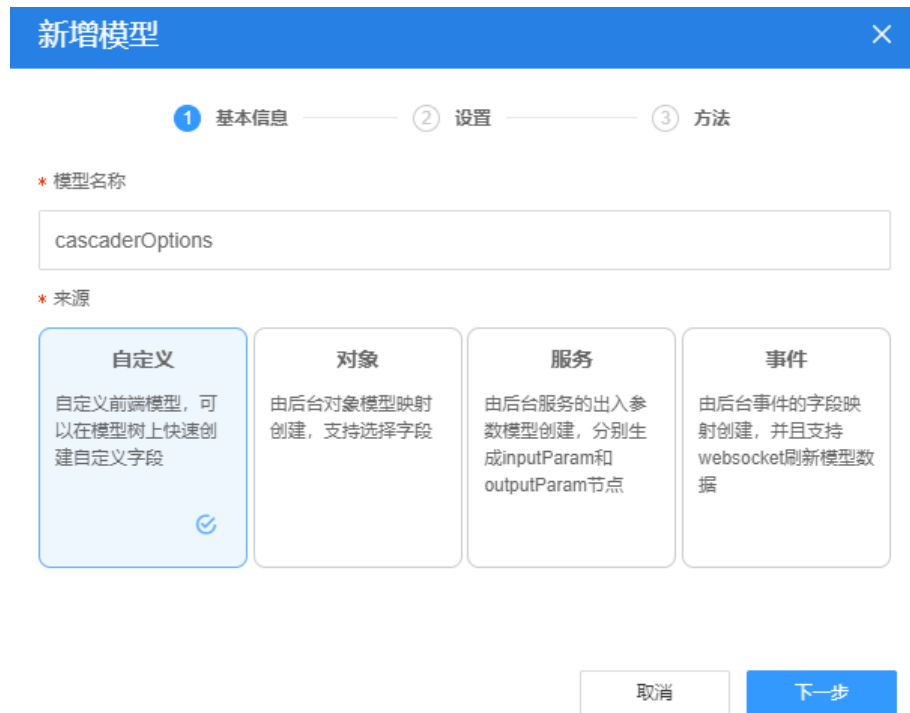 新增模型
1 基本信息 2 设置 3 方法
* 模型名称
cascaderOptions
* 来源
自定义
自定义前端模型，可
以在模型树上快速创
建自定义字段
对象
由后台对象模型映射
创建，支持选择字段
服务
由后台服务的出入参
数模型创建，分别生
成inputParam和
outputParam节点
事件
由后台事件的字段映
射创建，并且支持
websocket刷新模型数
据
取消 下一步